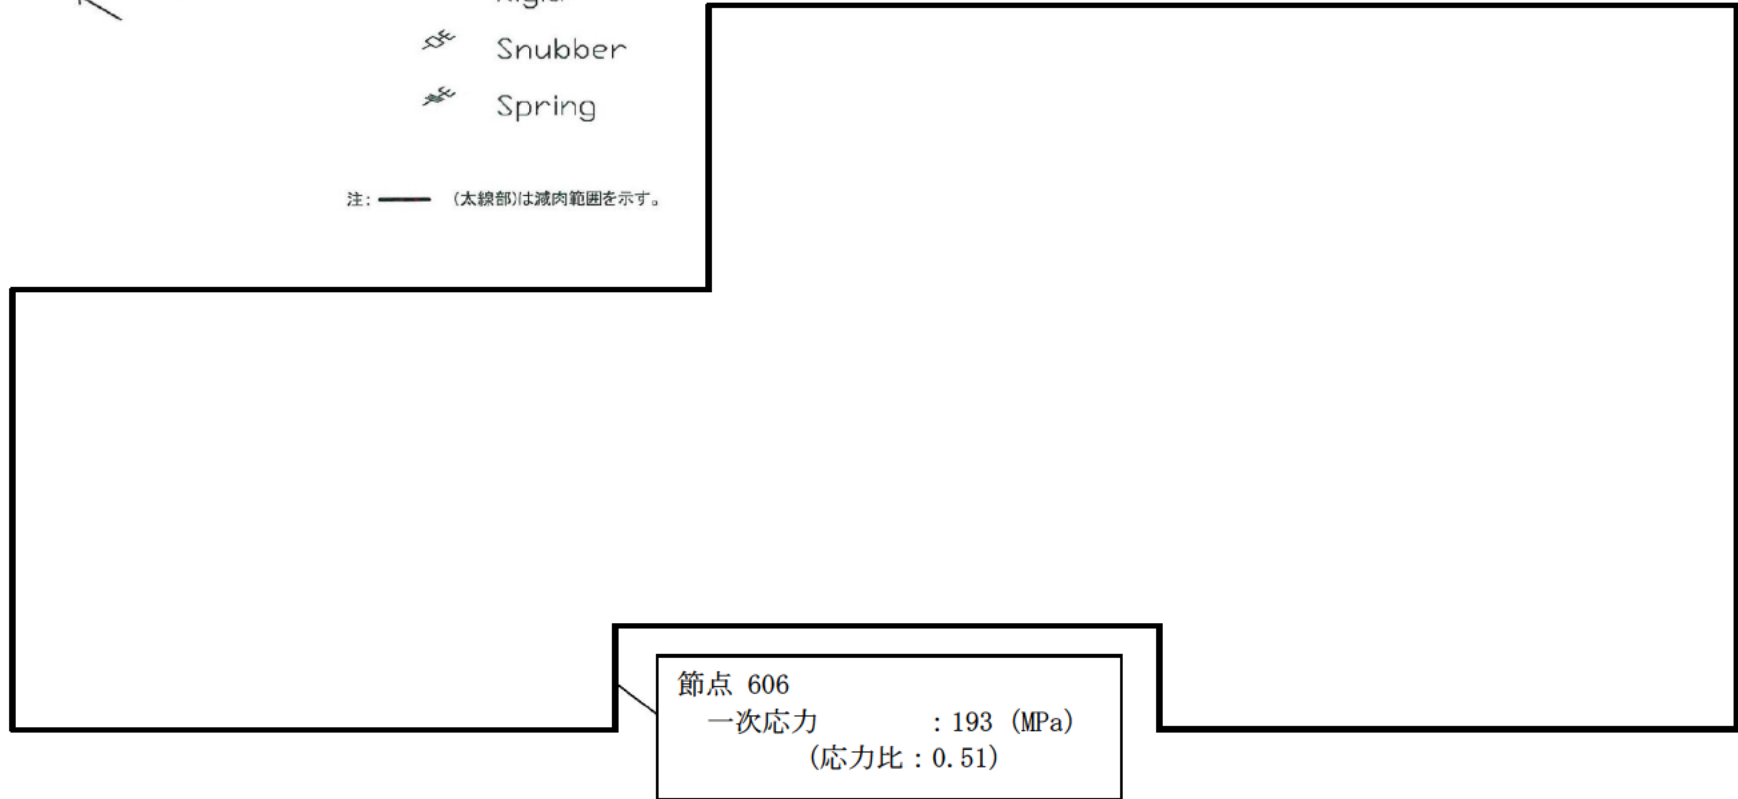 Snubber
Spring
注: (太線部)は減肉範囲を示す。
節点 606
一次応力 : 193 (MPa)
(応力比 : 0.51)